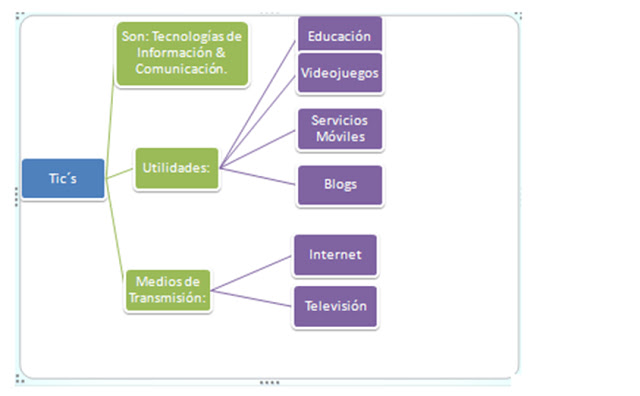 Son: Tecnologías de
Información &
Comunicación.
Educación
Videojuegos
Servicios
Móviles
Tic´s
Utilidades:
Blogs
Medios de
Transmisión:
Internet
Televisión